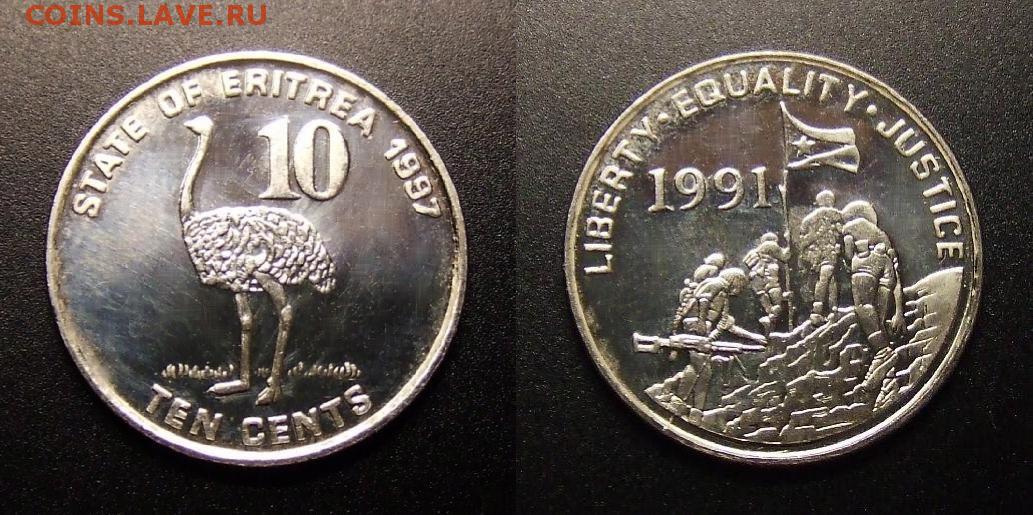 COINS.LAVE.RU
STATE OF ERITREA 1997
10
TEN CENTS
LIBERTY · EQUALITY · JUSTICE
1991